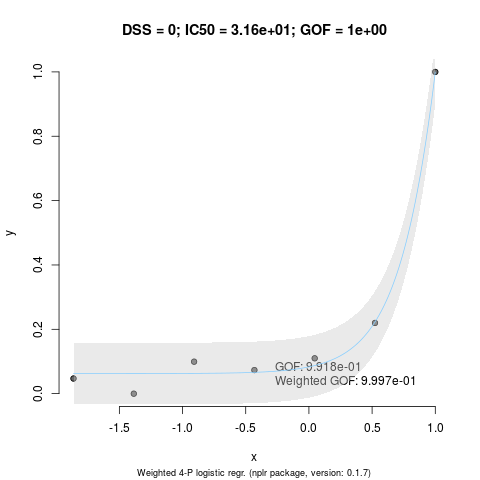 DSS = 0; IC50 = 3.16e+01; GOF = 1e+00
1.0
0.8
0.6
y
0.4
0.2
0.0
GOF: 9.918e-01
Weighted GOF: 9.997e-01
-1.5 -1.0 -0.5 0.0 0.5 1.0
x
Weighted 4-P logistic regr. (nplr package, version: 0.1.7)